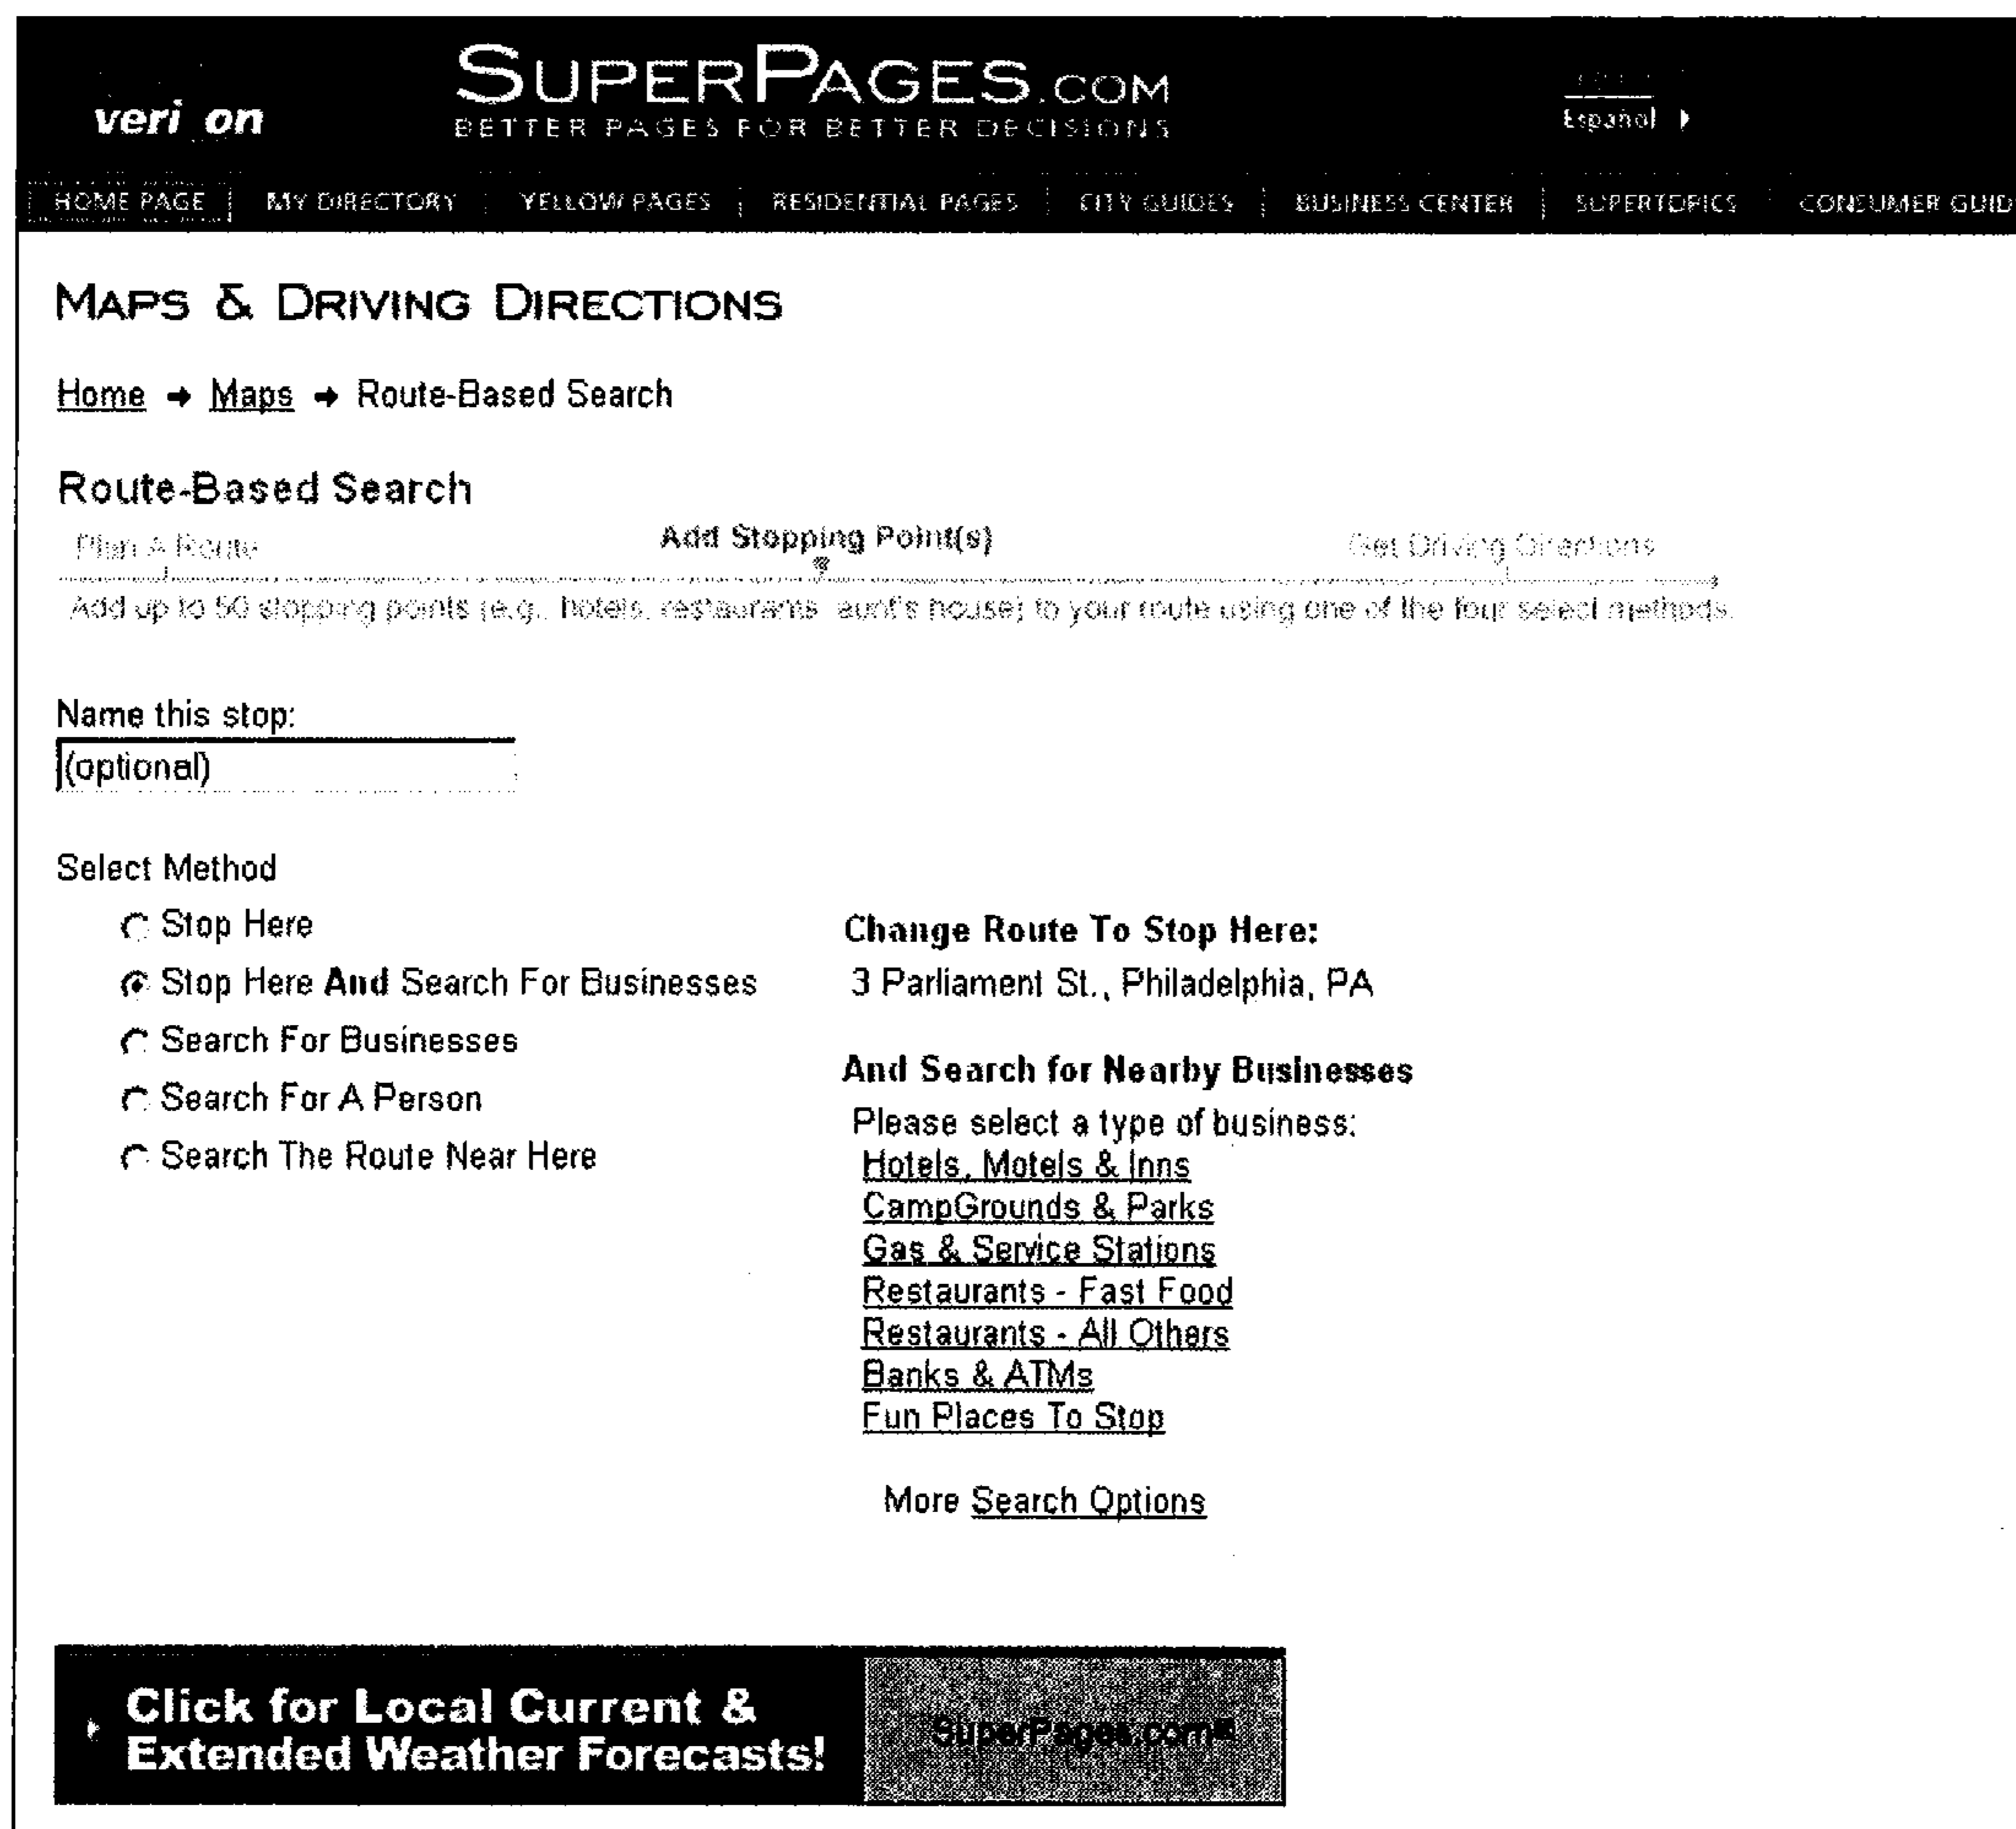 veri on
SUPERPAGES.COM
BETTER PAGES FOR BETTER DECISIONS
Español
HOME PAGE MY DIRECTORY YELLOW PAGES RESIDENTIAL PAGES CITY GUIDES BUSINESS CENTER SUPERTOPICS CONSUMER GUID
MAPS & DRIVING DIRECTIONS
Home → Maps → Route-Based Search
Route-Based Search
Plan A Route Add Stopping Point(s) Get Driving Directions
Add up to 50 stopping points (e.g., hotels, restaurants, aunt's house) to your route using one of the four select methods.
Name this stop:
(optional)
Select Method
Stop Here
Stop Here And Search For Businesses
Search For Businesses
Search For A Person
Search The Route Near Here
Change Route To Stop Here:
3 Parliament St., Philadelphia, PA
And Search for Nearby Businesses
Please select a type of business:
Hotels, Motels & Inns
CampGrounds & Parks
Gas & Service Stations
Restaurants - Fast Food
Restaurants - All Others
Banks & ATMs
Fun Places To Stop
More Search Options
Click for Local Current &
Extended Weather Forecasts!
SuperPages.com